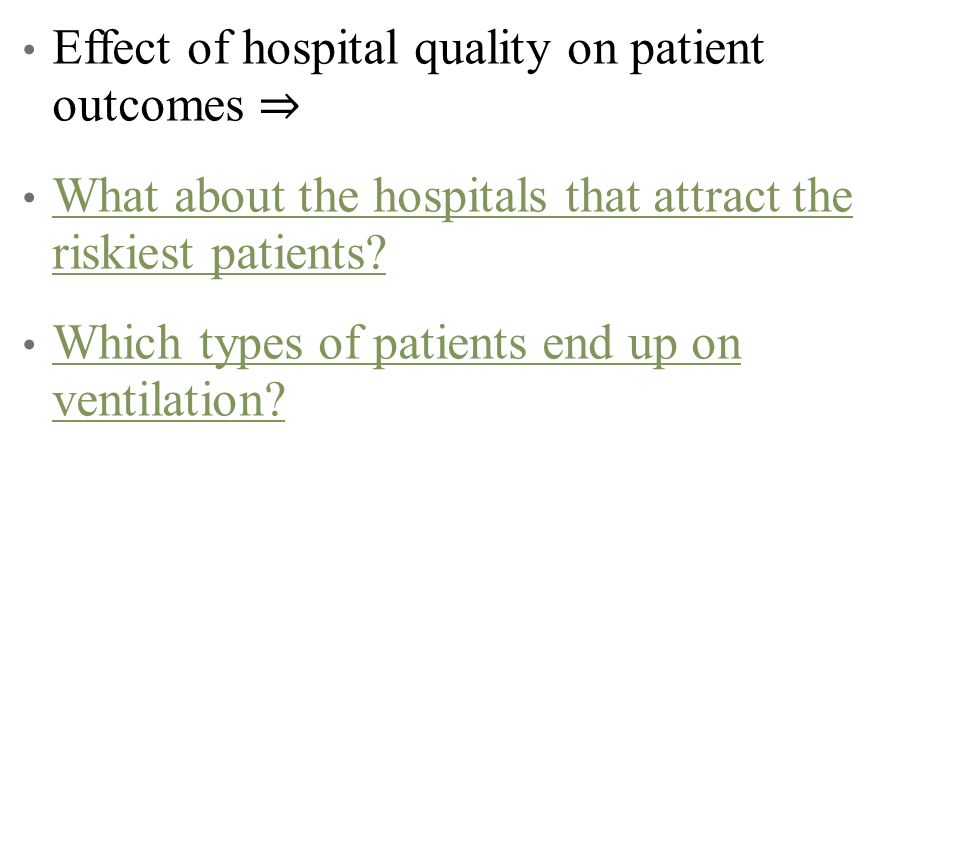 • Effect of hospital quality on patient
outcomes ⇒
• What about the hospitals that attract the
riskiest patients?
• Which types of patients end up on
ventilation?